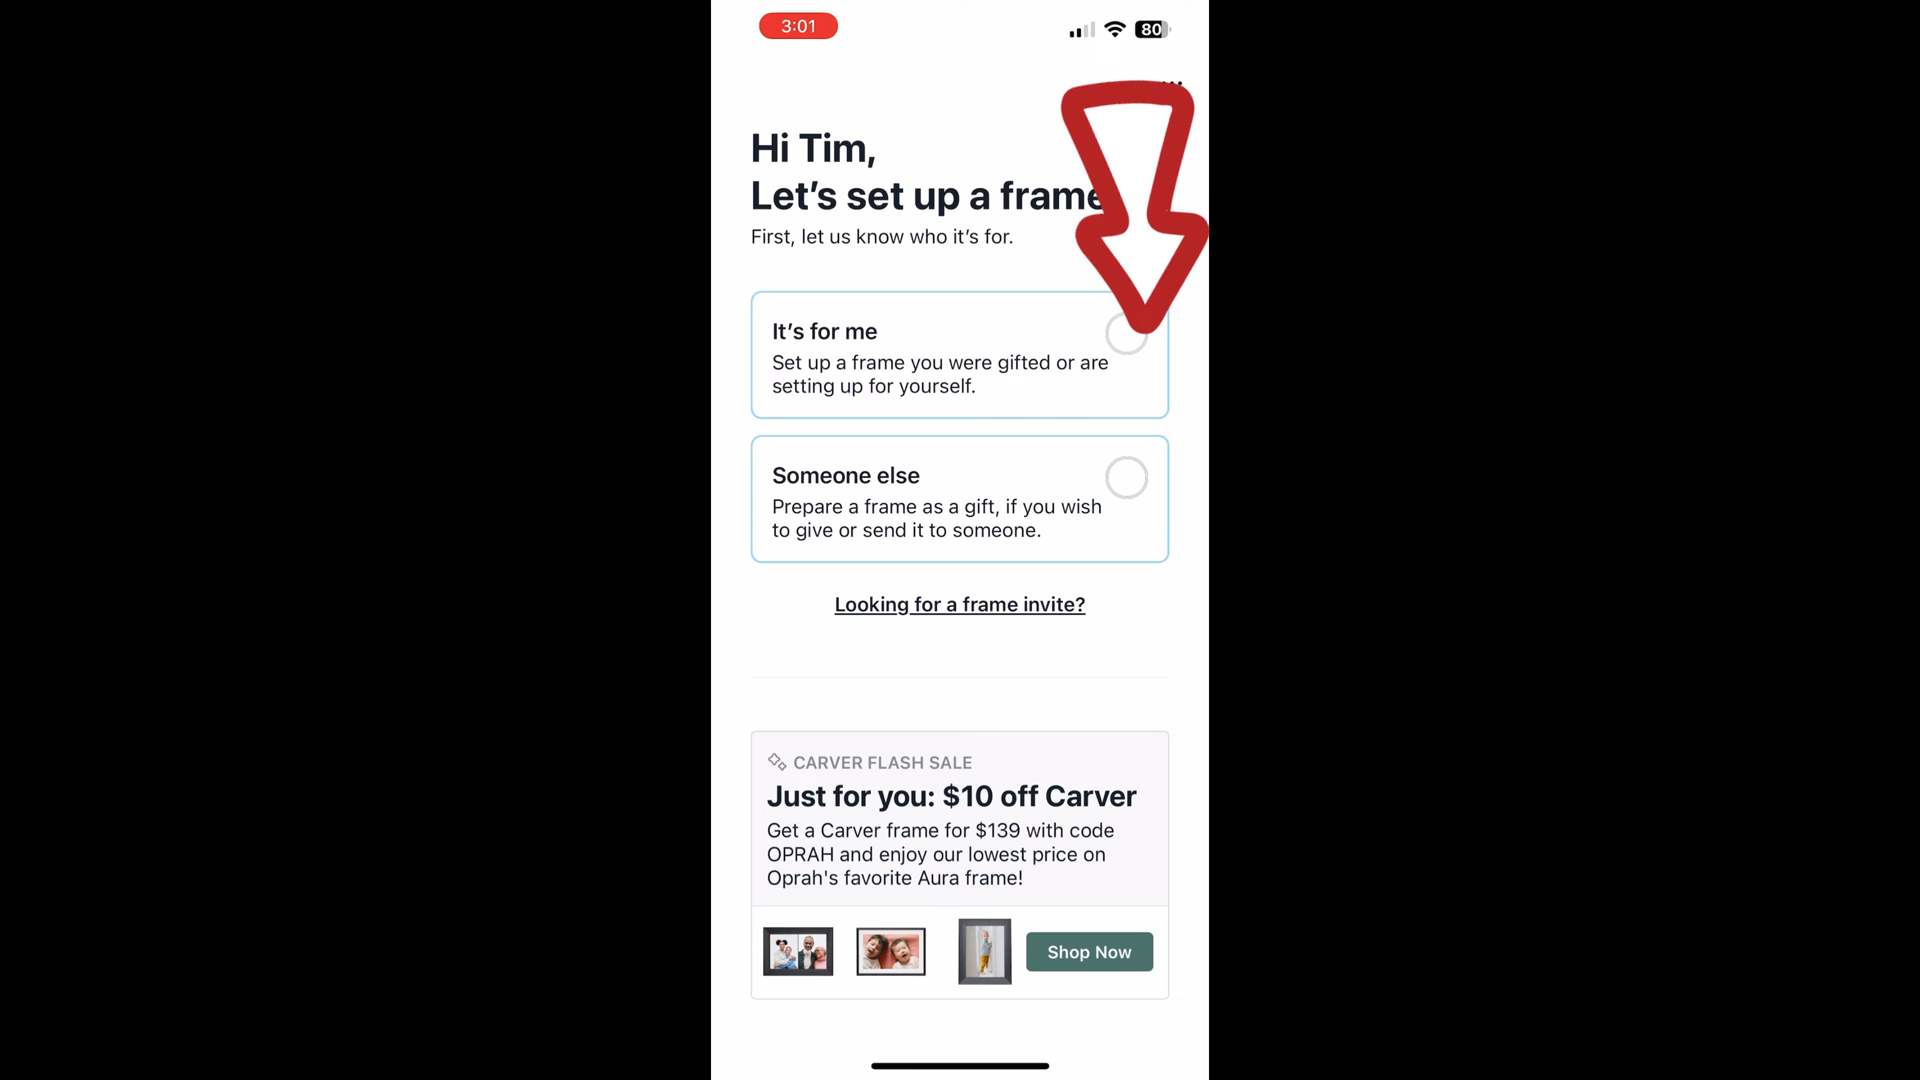 3:01
80
Hi Tim,
Let’s set up a frame
First, let us know who it’s for.
It’s for me
Set up a frame you were gifted or are
setting up for yourself.
Someone else
Prepare a frame as a gift, if you wish
to give or send it to someone.
Looking for a frame invite?
CARVER FLASH SALE
Just for you: $10 off Carver
Get a Carver frame for $139 with code
OPRAH and enjoy our lowest price on
Oprah's favorite Aura frame!
Shop Now